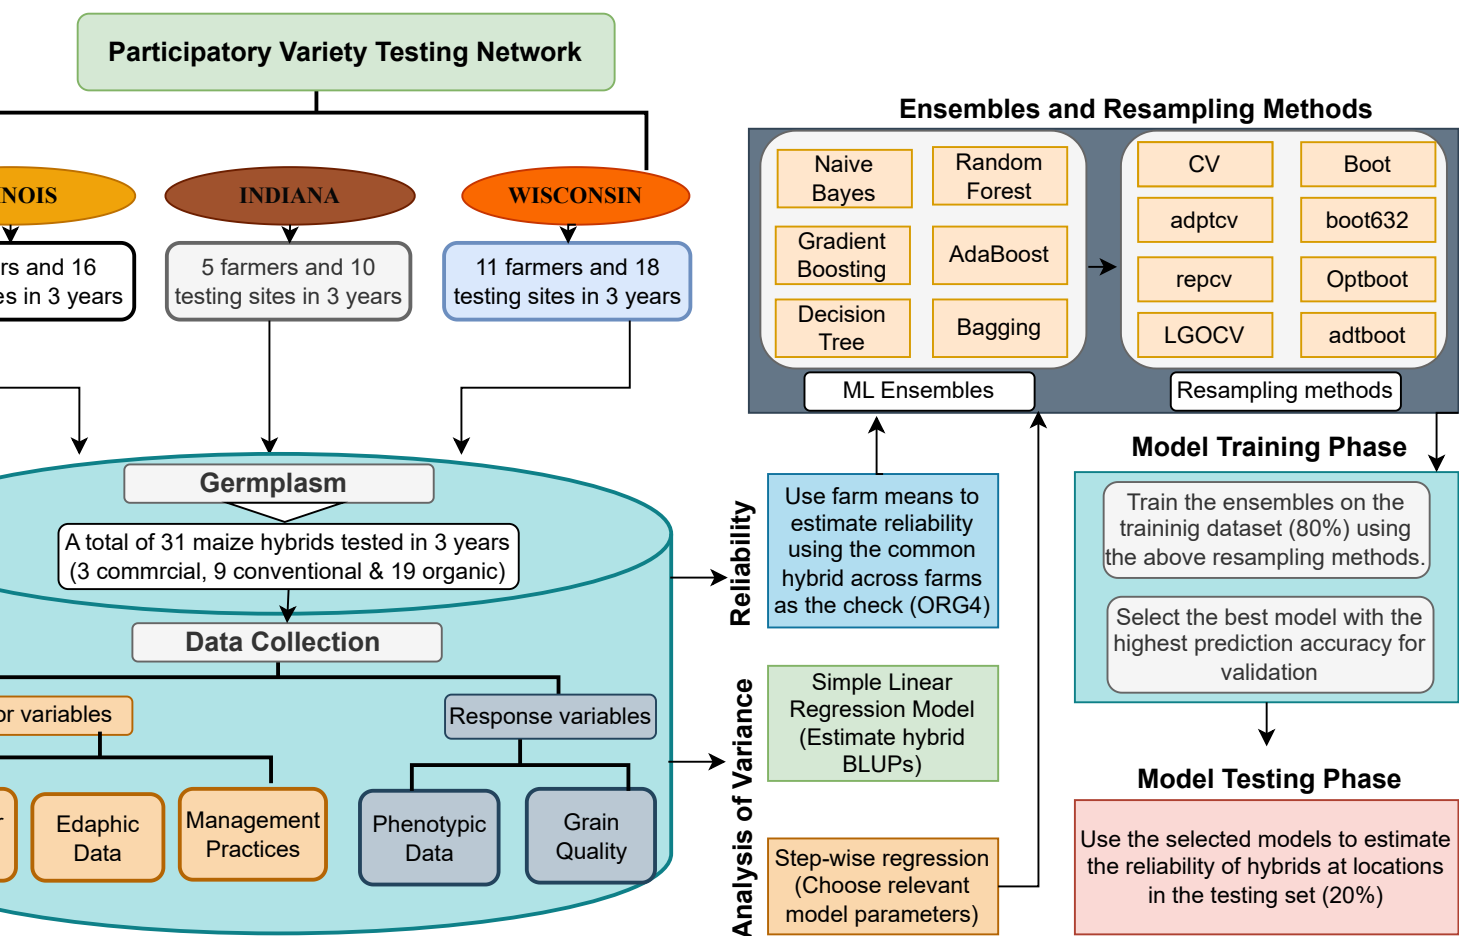 Participatory Variety Testing Network
NOIS
INDIANA
WISCONSIN
rs and 16
es in 3 years
5 farmers and 10
testing sites in 3 years
11 farmers and 18
testing sites in 3 years
Germplasm
A total of 31 maize hybrids tested in 3 years
(3 commrcial, 9 conventional & 19 organic)
Data Collection
or variables
Response variables
r
Edaphic
Data
Management
Practices
Phenotypic
Data
Grain
Quality
Reliability
Analysis of Variance
Use farm means to
estimate reliability
using the common
hybrid across farms
as the check (ORG4)
Simple Linear
Regression Model
(Estimate hybrid
BLUPs)
Step-wise regression
(Choose relevant
model parameters)
Ensembles and Resampling Methods
Naive
Bayes
Random
Forest
Gradient
Boosting
AdaBoost
Decision
Tree
Bagging
ML Ensembles
CV
Boot
adptcv
boot632
repcv
Optboot
LGOCV
adtboot
Resampling methods
Model Training Phase
Train the ensembles on the
traininig dataset (80%) using
the above resampling methods.
Select the best model with the
highest prediction accuracy for
validation
Model Testing Phase
Use the selected models to estimate
the reliability of hybrids at locations
in the testing set (20%)